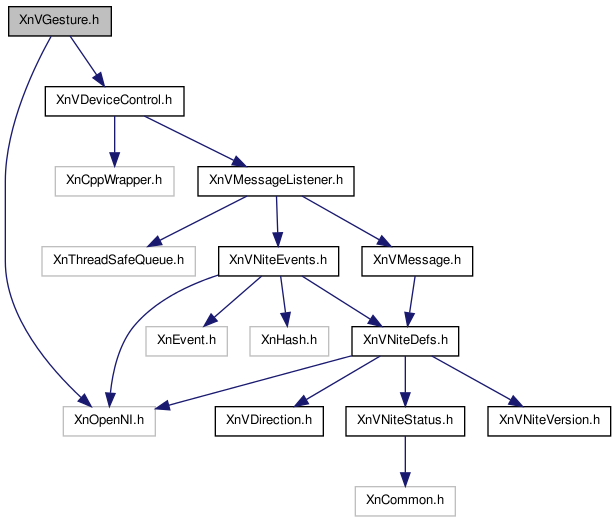 XnVGesture.h
XnVDeviceControl.h
XnCppWrapper.h
XnVMessageListener.h
XnThreadSafeQueue.h
XnVNiteEvents.h
XnVMessage.h
XnEvent.h
XnHash.h
XnVNiteDefs.h
XnOpenNI.h
XnVDirection.h
XnVNiteStatus.h
XnVNiteVersion.h
XnCommon.h